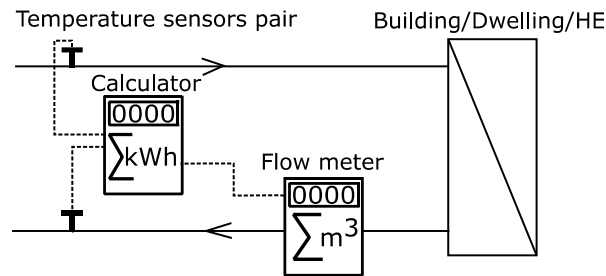 Temperature sensors pair
Building/Dwelling/HE
Calculator
0000
∑kWh
Flow meter
0000
∑m³